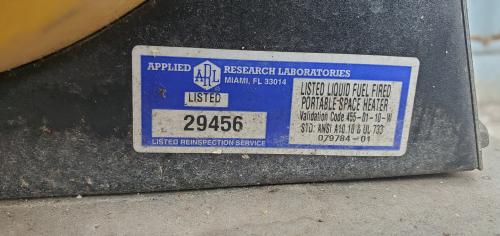 APPLIED ARL RESEARCH LABORATORIES
MIAMI, FL 33014
LISTED
29456
LISTED REINSPECTION SERVICE
LISTED LIQUID FUEL FIRED
PORTABLE SPACE HEATER
Validation Code 455-01-10-W
STD: ANSI A10.10 & UL 733
079784-01